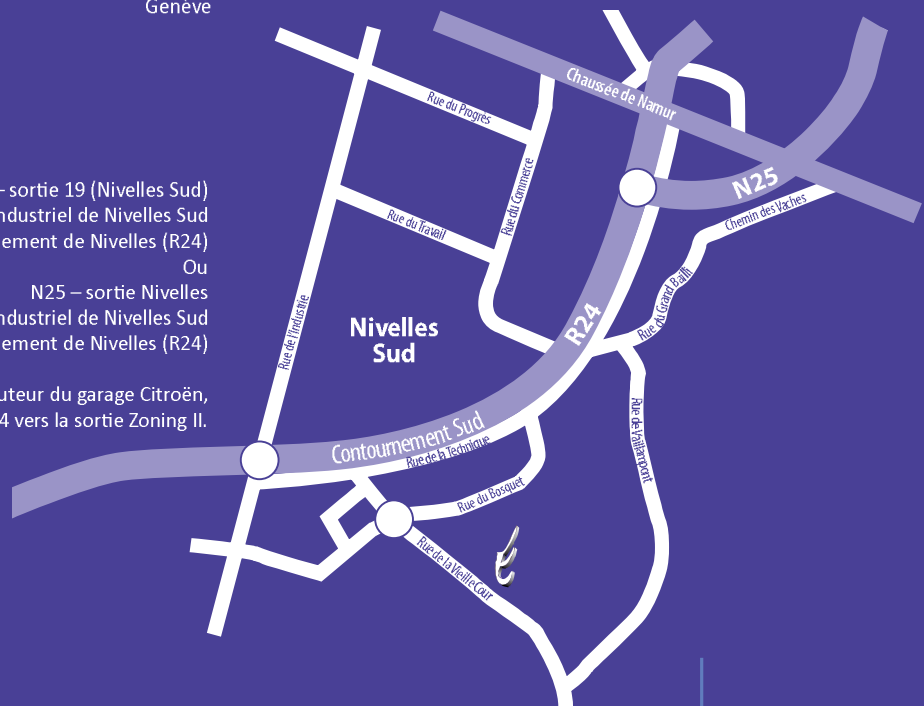 Genève
– sortie 19 (Nivelles Sud)
ndustriel de Nivelles Sud
ement de Nivelles (R24)
Ou
N25 – sortie Nivelles
ndustriel de Nivelles Sud
ement de Nivelles (R24)
uteur du garage Citroën,
4 vers la sortie Zoning II.
Chaussée de Namur
Rue du Progrès
Rue du Commerce
N25
Chemin des Vaches
Rue du Travail
Rue du Grand Bailli
Rue de l'Industrie
Nivelles
Sud
R24
Contournement Sud
Rue de la Technique
Rue de Vaillampont
Rue du Bosquet
Rue de la Vieille Cour